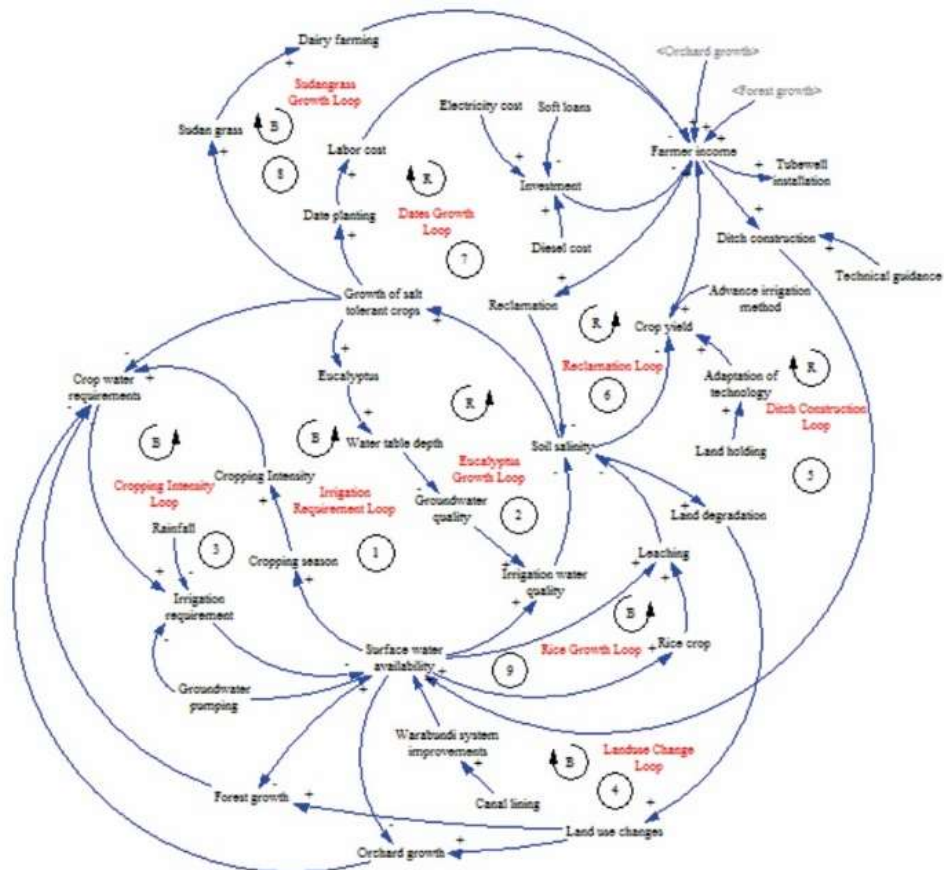 Dairy farming
<Orchard growth>
Sudangrass
Growth Loop
<Forest growth>
Electricity cost
Soft loans
Sudan grass
B
8
Labor cost
R
Farmer income
Tubewell
installation
Investment
Date planting
Dates Growth
Loop
7
Diesel cost
Ditch construction
Technical guidance
Growth of salt
tolerant crops
Reclamation
Advance irrigation
method
R
Crop yield
Crop water
requirements
Eucalyptus
Reclamation Loop
6
Adaptation of
technology
R
Ditch Construction
Loop
R
B
B
Water table depth
Soil salinity
Land holding
5
Cropping Intensity
Loop
Cropping Intensity
Irrigation
Requirement Loop
Eucalyptus
Growth Loop
Groundwater
quality
2
Land degradation
Rainfall
3
Cropping season
1
Leaching
Irrigation water
quality
Irrigation
requirement
B
Surface water
availability
9
Rice Growth Loop
Rice crop
Groundwater
pumping
Warabundi system
improvements
B
Landuse Change
Loop
4
Forest growth
Canal lining
Land use changes
Orchard growth